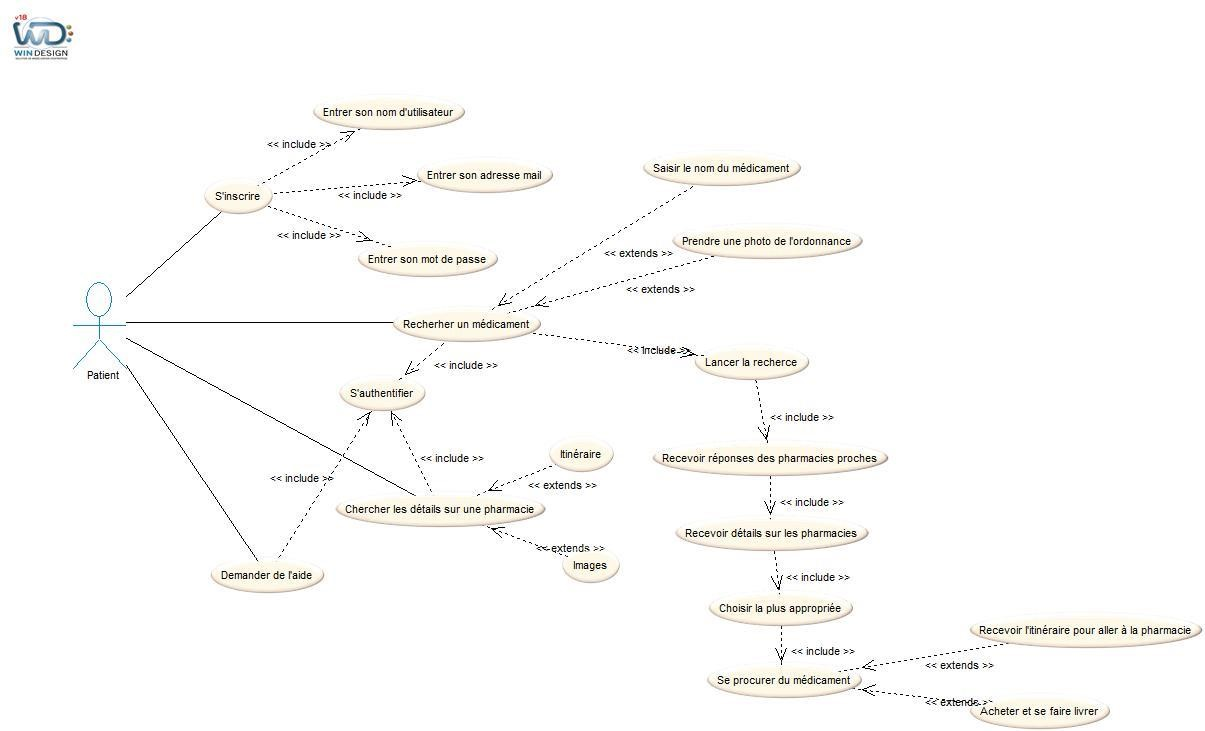 v18
WIN DESIGN
Entrer son nom d'utilisateur
<< include >>
Saisir le nom du médicament
Entrer son adresse mail
S'inscrire
<< include >>
<< include >>
Prendre une photo de l'ordonnance
<< extends >>
Entrer son mot de passe
<< extends >>
Recherher un médicament
<< include >>
Lancer la recherce
<< include >>
Patient
S'authentifier
<< include >>
Itinéraire
<< include >>
Recevoir réponses des pharmacies proches
<< include >>
<< extends >>
<< include >>
Chercher les détails sur une pharmacie
Recevoir détails sur les pharmacies
<< extends >>
Images
Demander de l'aide
<< include >>
Choisir la plus appropriée
Recevoir l'itinéraire pour aller à la pharmacie
<< include >>
<< extends >>
Se procurer du médicament
<< extends >>
Acheter et se faire livrer